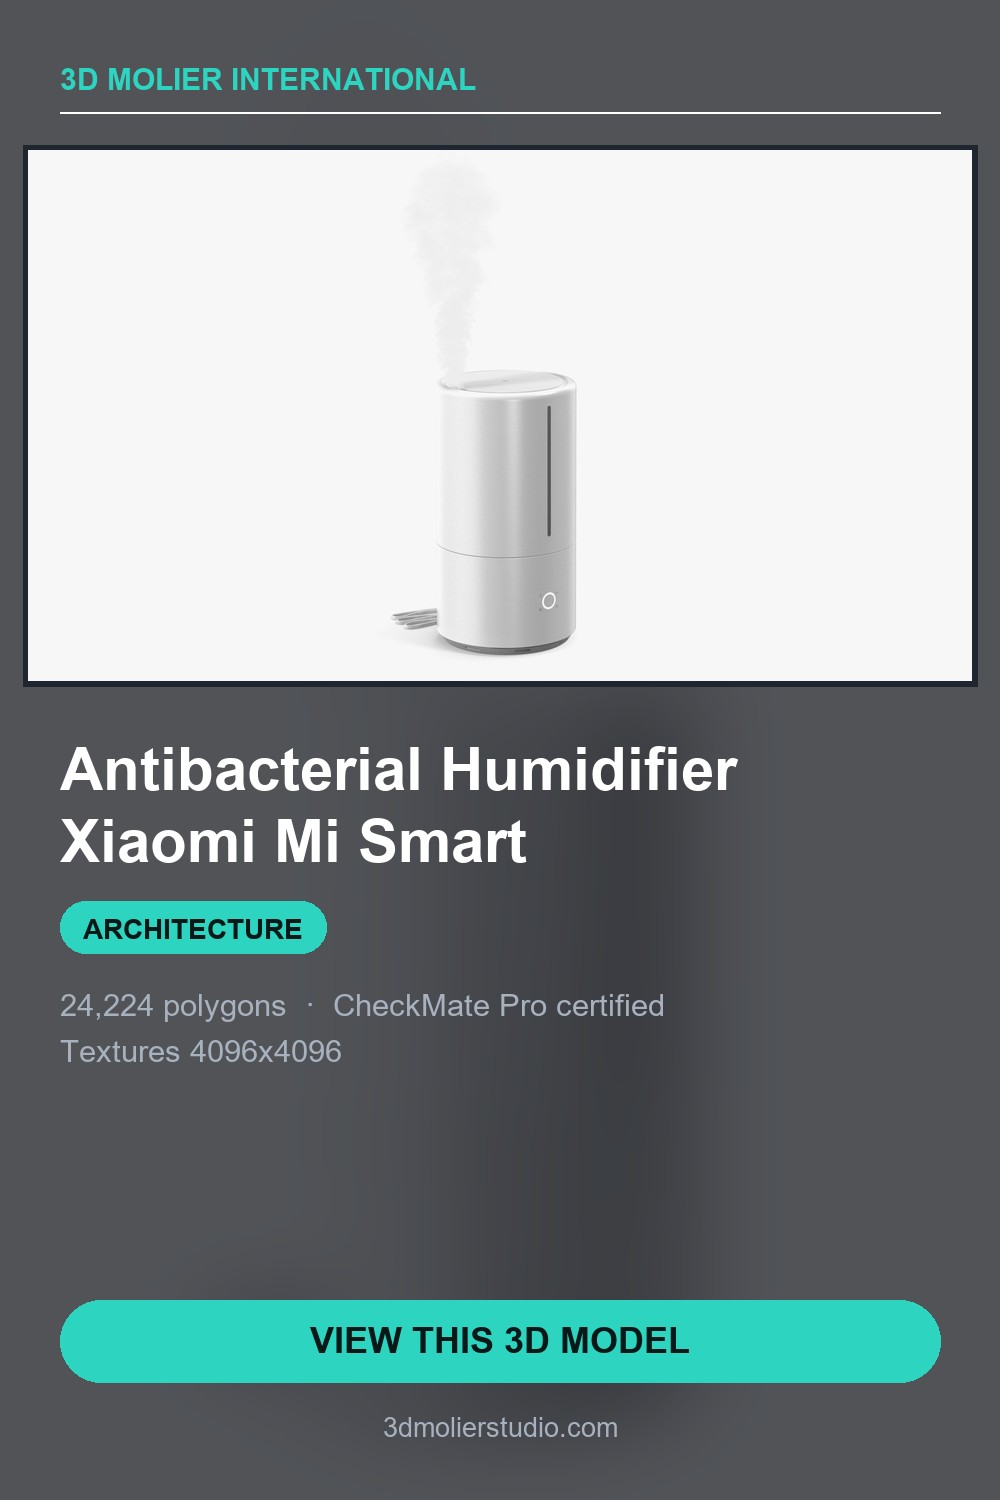 3D MOLIER INTERNATIONAL
Antibacterial Humidifier
Xiaomi Mi Smart
ARCHITECTURE
24,224 polygons · CheckMate Pro certified
Textures 4096x4096
VIEW THIS 3D MODEL
3dmolierstudio.com